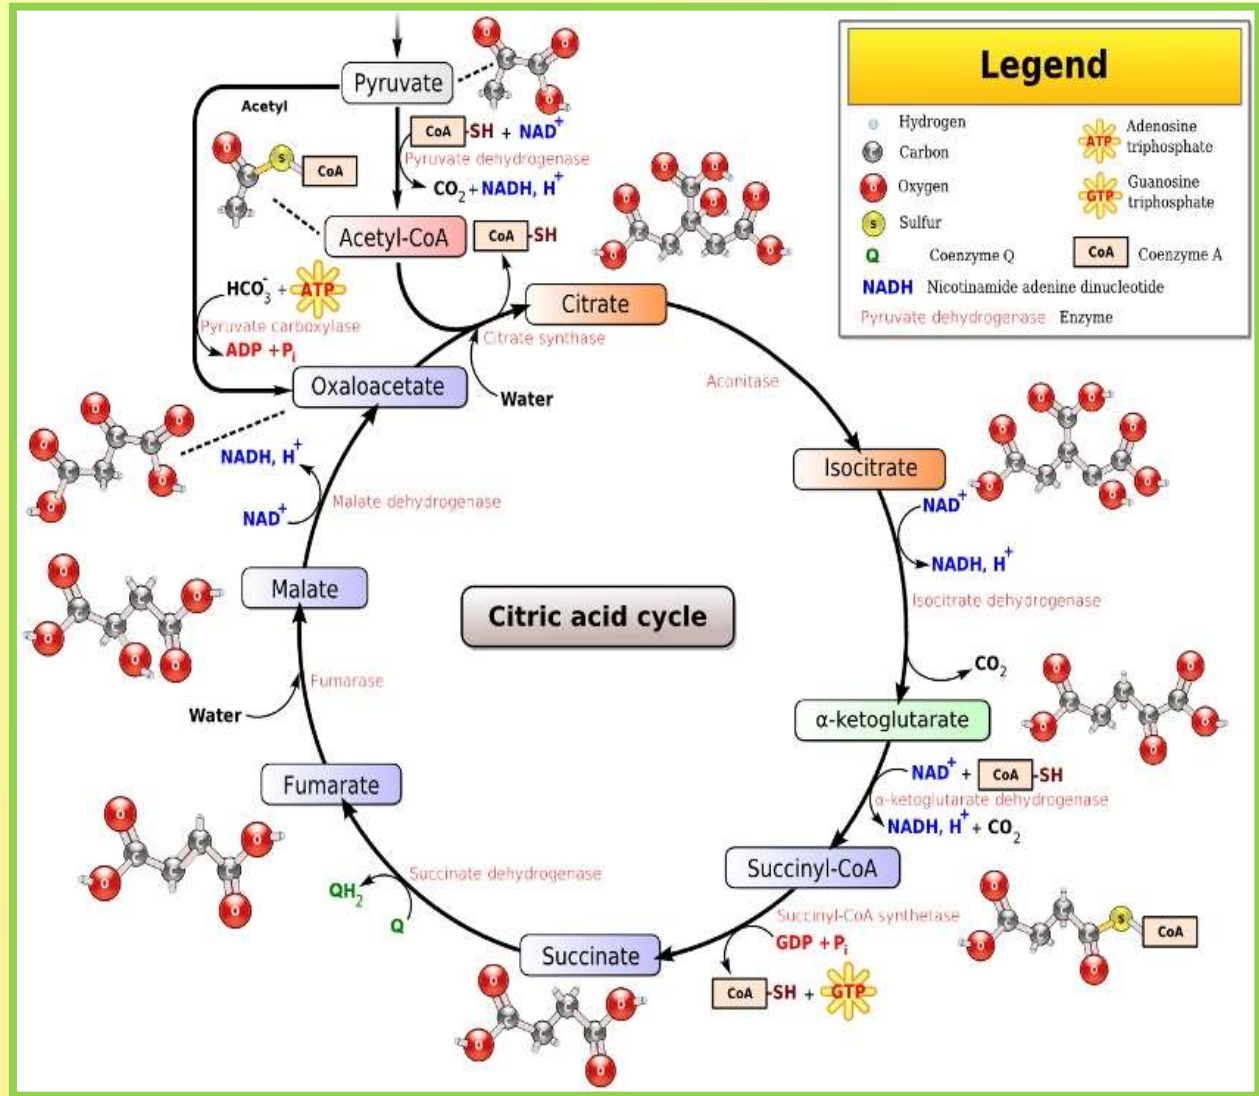 Pyruvate
Acetyl
CoA-SH + NAD+
Pyruvate dehydrogenase
CO2 + NADH, H+
S
CoA
Acetyl-CoA
CoA-SH
HCO3- + ATP
Pyruvate carboxylase
ADP + Pi
Citrate
Citrate synthase
Water
Oxaloacetate
Aconitase
Isocitrate
NAD+
NADH, H+
Isocitrate dehydrogenase
CO2
α-ketoglutarate
NAD+ + CoA-SH
α-ketoglutarate dehydrogenase
NADH, H+ + CO2
Succinyl-CoA
Succinyl-CoA synthetase
GDP + Pi
CoA-SH + GTP
S
CoA
Succinate
Succinate dehydrogenase
Q
QH2
Fumarate
Fumarase
Water
Malate
Malate dehydrogenase
NAD+
NADH, H+
Citric acid cycle
Legend
Hydrogen
C Carbon
O Oxygen
S Sulfur
Q Coenzyme Q
ATP Adenosine
triphosphate
GTP Guanosine
triphosphate
CoA Coenzyme A
NADH Nicotinamide adenine dinucleotide
Pyruvate dehydrogenase Enzyme